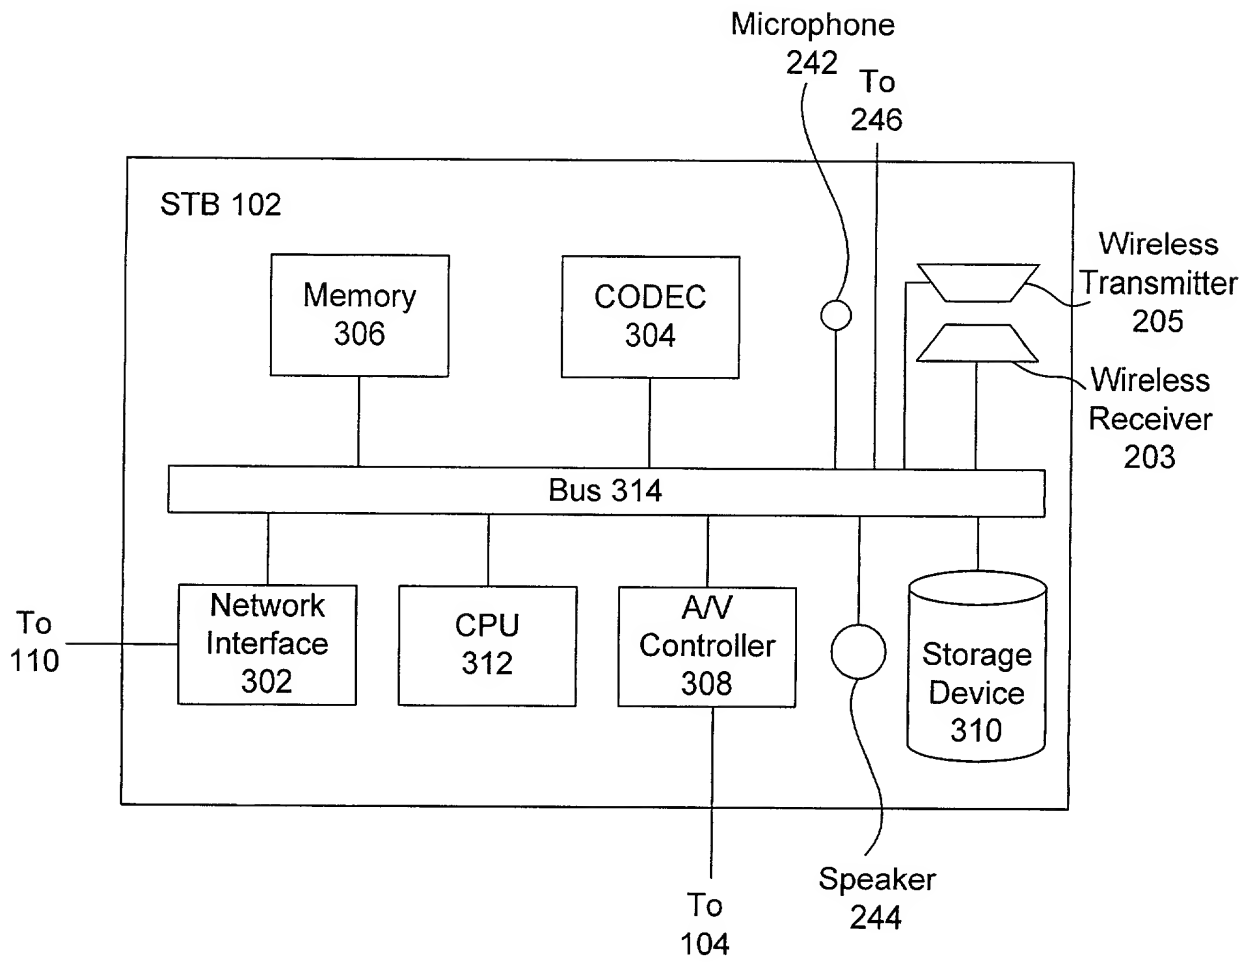 Microphone
242
To
246
STB 102
Wireless
Transmitter
205
Memory
306
CODEC
304
Wireless
Receiver
203
Bus 314
To
110
Network
Interface
302
CPU
312
A/V
Controller
308
Storage
Device
310
Speaker
244
To
104